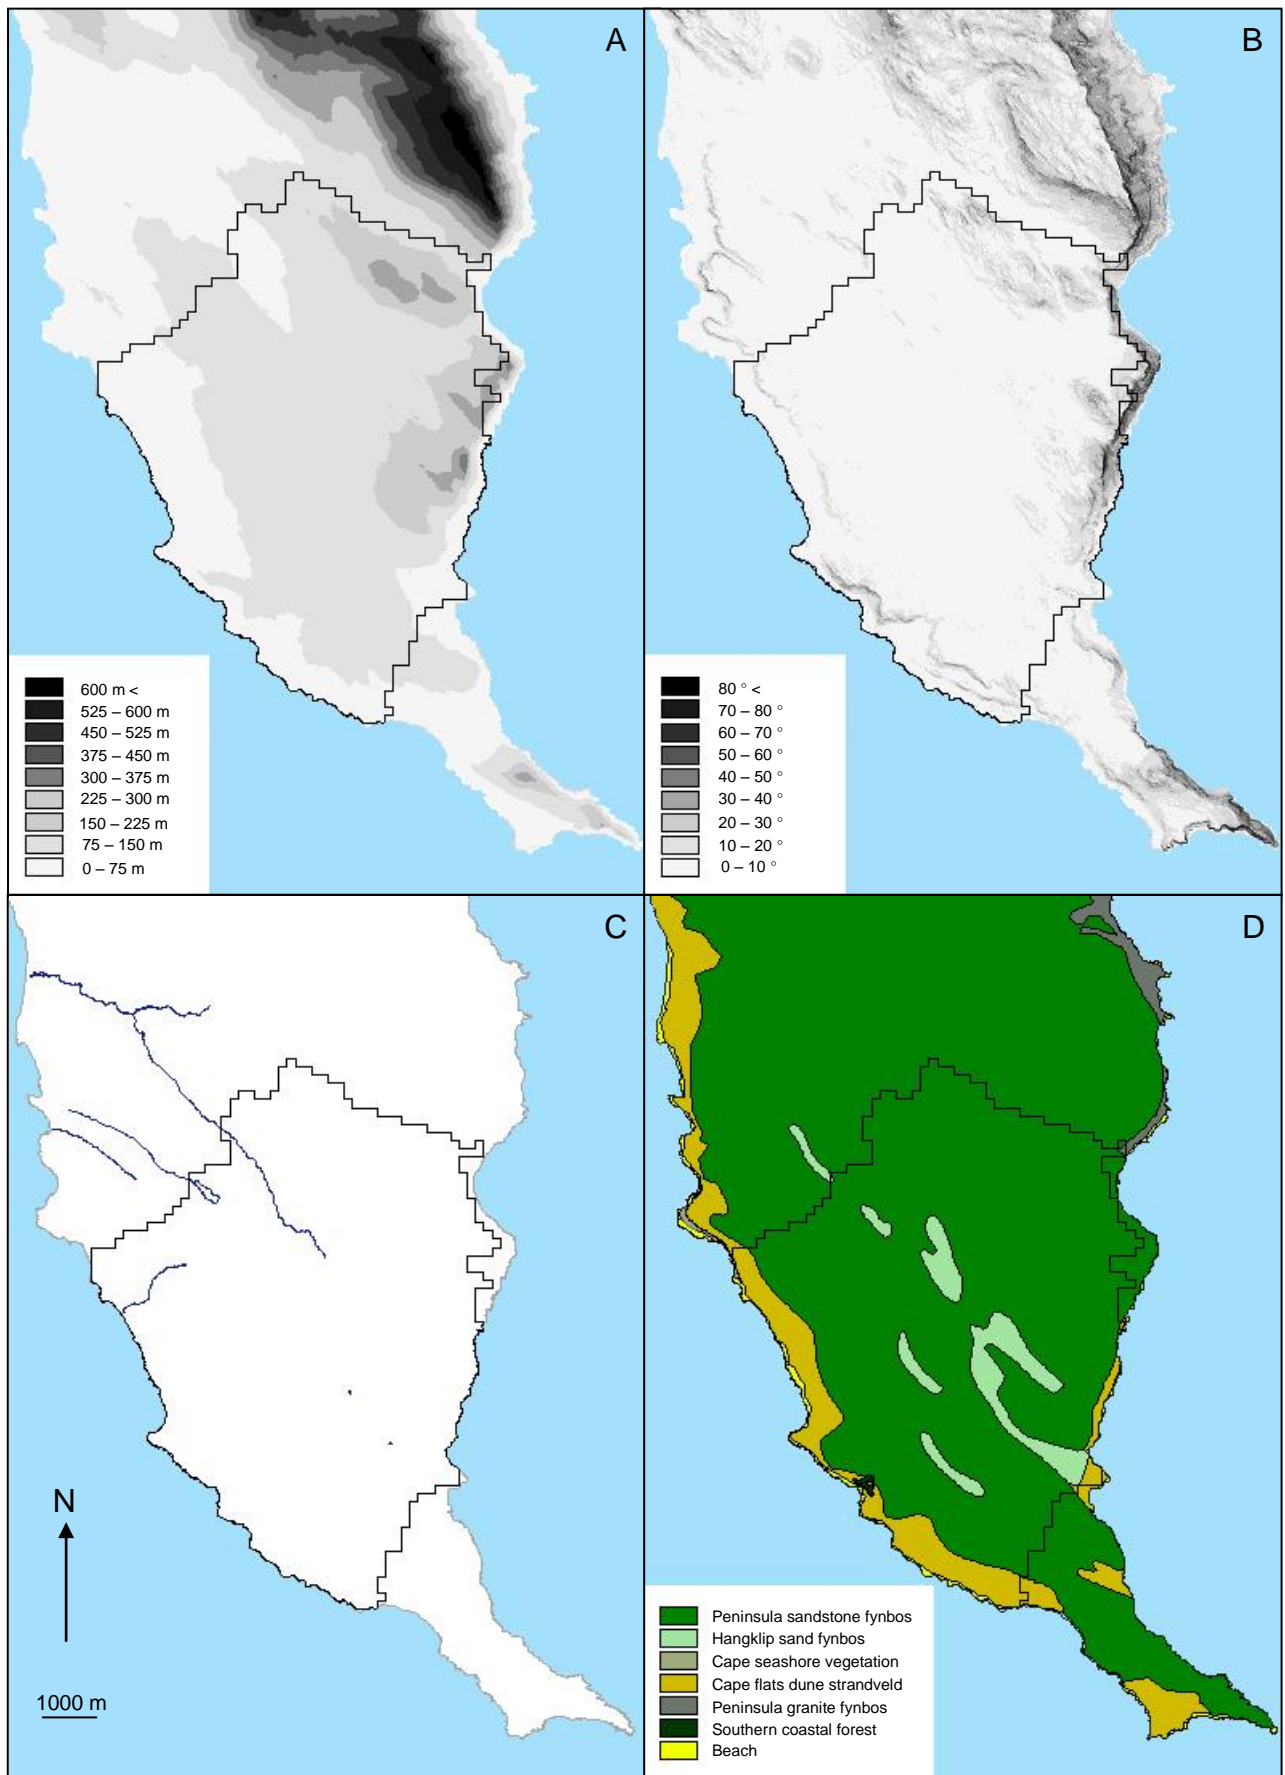 A
600 m <
525 – 600 m
450 – 525 m
375 – 450 m
300 – 375 m
225 – 300 m
150 – 225 m
75 – 150 m
0 – 75 m
B
80 ° <
70 – 80 °
60 – 70 °
50 – 60 °
40 – 50 °
30 – 40 °
20 – 30 °
10 – 20 °
0 – 10 °
C
N
1000 m
D
Peninsula sandstone fynbos
Hangklip sand fynbos
Cape seashore vegetation
Cape flats dune strandveld
Peninsula granite fynbos
Southern coastal forest
Beach